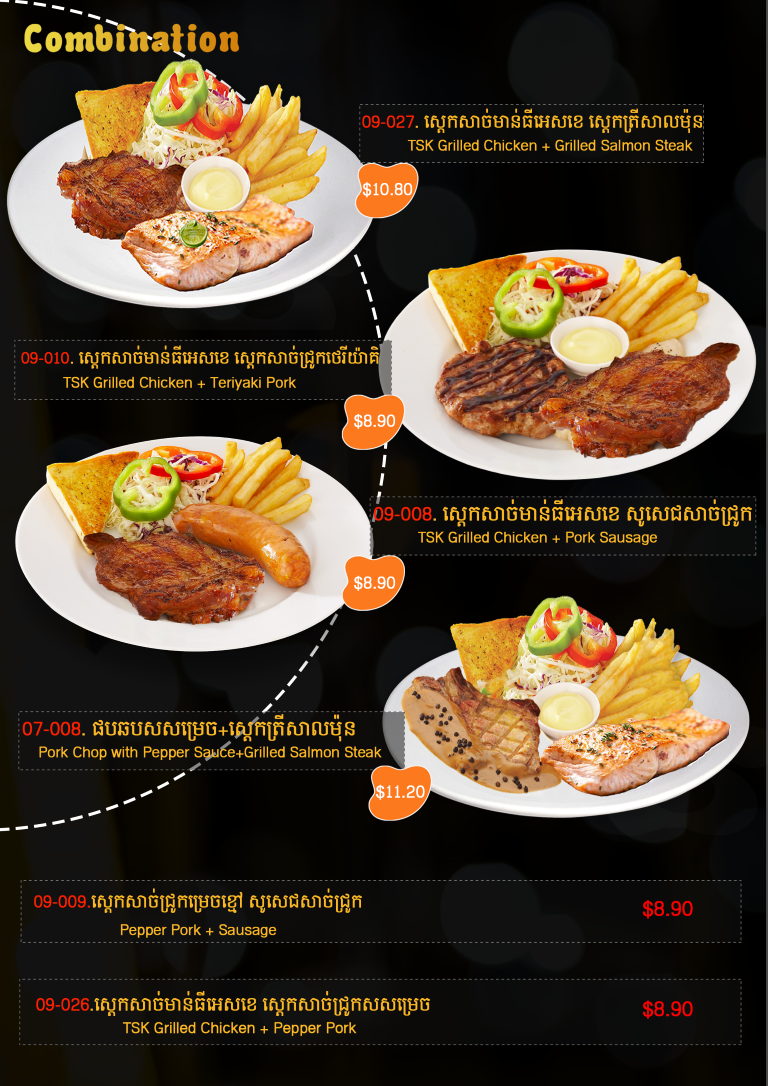 Combination
09-027. ស្តេកសាច់មាន់ធីអេសខេ ស្តេកត្រីសាលម៉ុន
TSK Grilled Chicken + Grilled Salmon Steak
$10.80
09-010. ស្តេកសាច់មាន់ធីអេសខេ ស្តេកសាច់ជ្រូកថេរីយ៉ាគិ
TSK Grilled Chicken + Teriyaki Pork
$8.90
09-008. ស្តេកសាច់មាន់ធីអេសខេ សូសេជសាច់ជ្រូក
TSK Grilled Chicken + Pork Sausage
$8.90
07-008. ផបឆបសសម្រេច+ស្តេកត្រីសាលម៉ុន
Pork Chop with Pepper Sauce+Grilled Salmon Steak
$11.20
09-009.ស្តេកសាច់ជ្រូកម្រេចខ្មៅ សូសេជសាច់ជ្រូក
$8.90
Pepper Pork + Sausage
09-026.ស្តេកសាច់មាន់ធីអេសខេ ស្តេកសាច់ជ្រូកសសម្រេច
$8.90
TSK Grilled Chicken + Pepper Pork